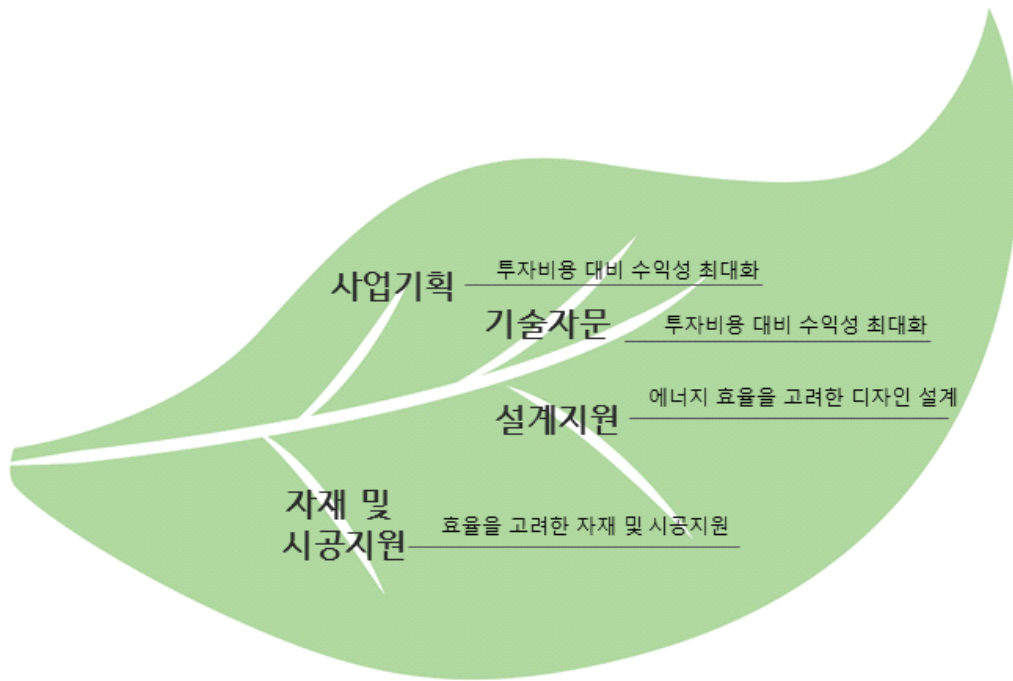 사업기획
투자비용 대비 수익성 최대화
기술자문
투자비용 대비 수익성 최대화
설계지원
에너지 효율을 고려한 디자인 설계
자재 및
시공지원
효율을 고려한 자재 및 시공지원